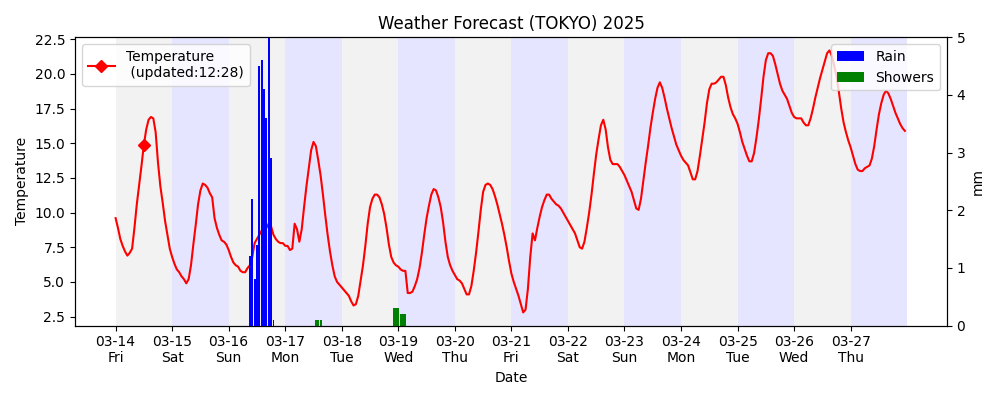 Weather Forecast (TOKYO) 2025
Temperature
(updated:12:28)
Rain
Showers
22.5
20.0
17.5
15.0
12.5
10.0
7.5
5.0
2.5
Temperature
5
4
3
2
1
0
mm
03-14 03-15 03-16 03-17 03-18 03-19 03-20 03-21 03-22 03-23 03-24 03-25 03-26 03-27
Fri Sat Sun Mon Tue Wed Thu Fri Sat Sun Mon Tue Wed Thu
Date